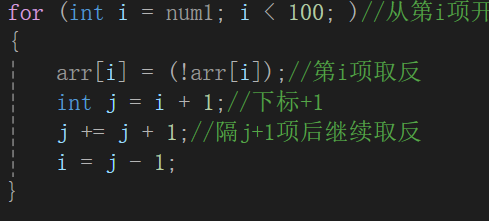 for (int i = num1; i < 100; )//从第i项开
{
arr[i] = (!arr[i]);//第i项取反
int j = i + 1;//下标+1
j += j + 1;//隔j+1项后继续取反
i = j - 1;
}